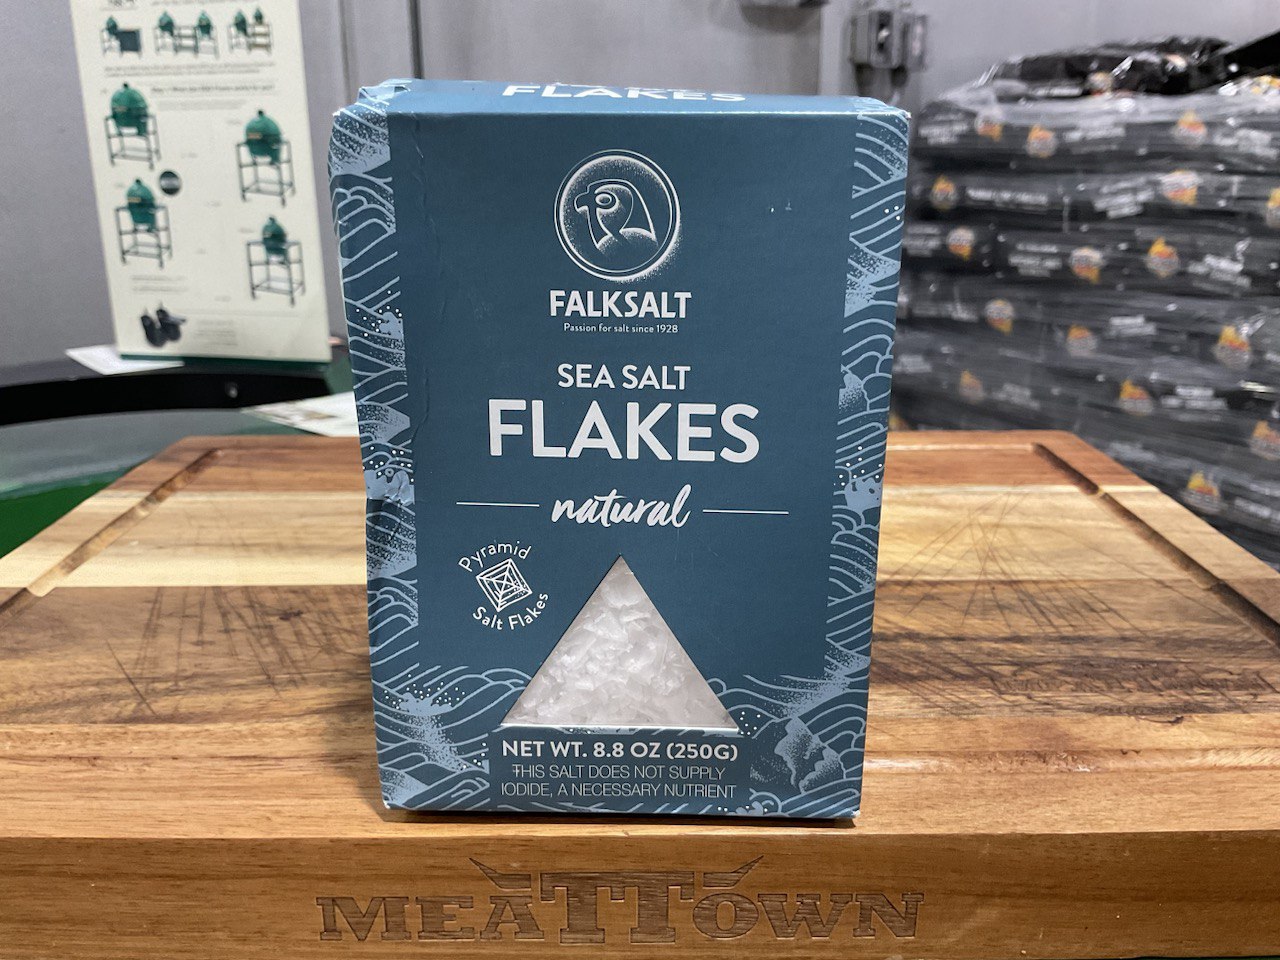 FLAKES
FALKSALT
Passion for salt since 1928
SEA SALT
FLAKES
natural
Pyramid
Salt Flakes
NET WT. 8.8 OZ (250G)
THIS SALT DOES NOT SUPPLY
IODIDE, A NECESSARY NUTRIENT
MEATTOWN